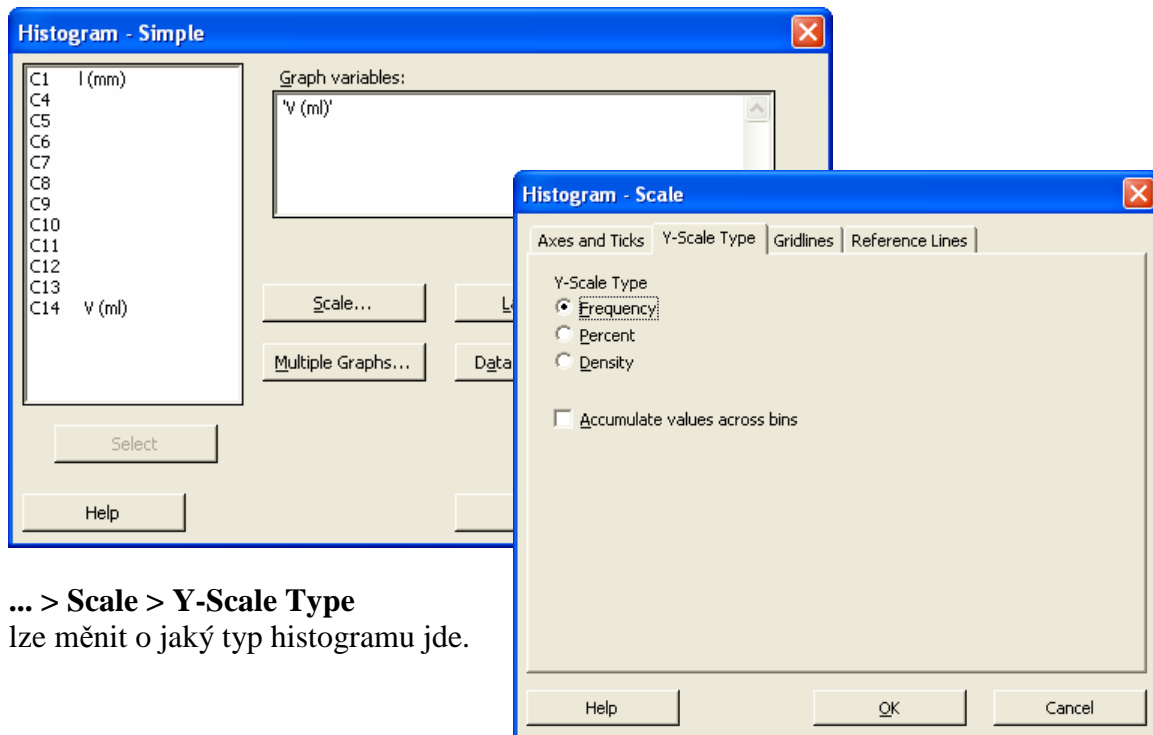 Histogram - Simple
C1 l (mm)
C4
C5
C6
C7
C8
C9
C10
C11
C12
C13
C14 V (ml)
Graph variables:
'V (ml)'
Scale...
Multiple Graphs...
Data
Select
Help
Histogram - Scale
Axes and Ticks
Y-Scale Type
Gridlines
Reference Lines
Y-Scale Type
Frequency
Percent
Density
Accumulate values across bins
Help
OK
Cancel
... > Scale > Y-Scale Type
lze měnit o jaký typ histogramu jde.